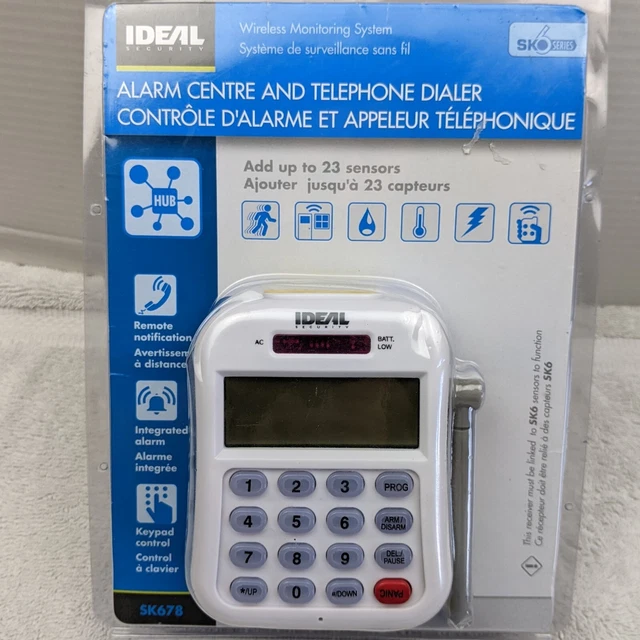 IDEAL
SECURITY
Wireless Monitoring System
Système de surveillance sans fil
SK6 SERIES
ALARM CENTRE AND TELEPHONE DIALER
CONTRÔLE D'ALARME ET APPELEUR TÉLÉPHONIQUE
HUB
Add up to 23 sensors
Ajouter jusqu'à 23 capteurs
Remote
notification
à distance
Integrated
alarm
Alarme
intégrée
Keypad
control
Control
à clavier
SK678
IDEAL
SECURITY
AC
BATT.
LOW
1 2 3 PROG
4 5 6 ARM/
DISARM
7 8 9 DEL./
PAUSE
*/UP 0 #/DOWN PANIC
This receiver must be linked to SK6 sensors to function
Ce récepteur doit être relié à des capteurs SK6